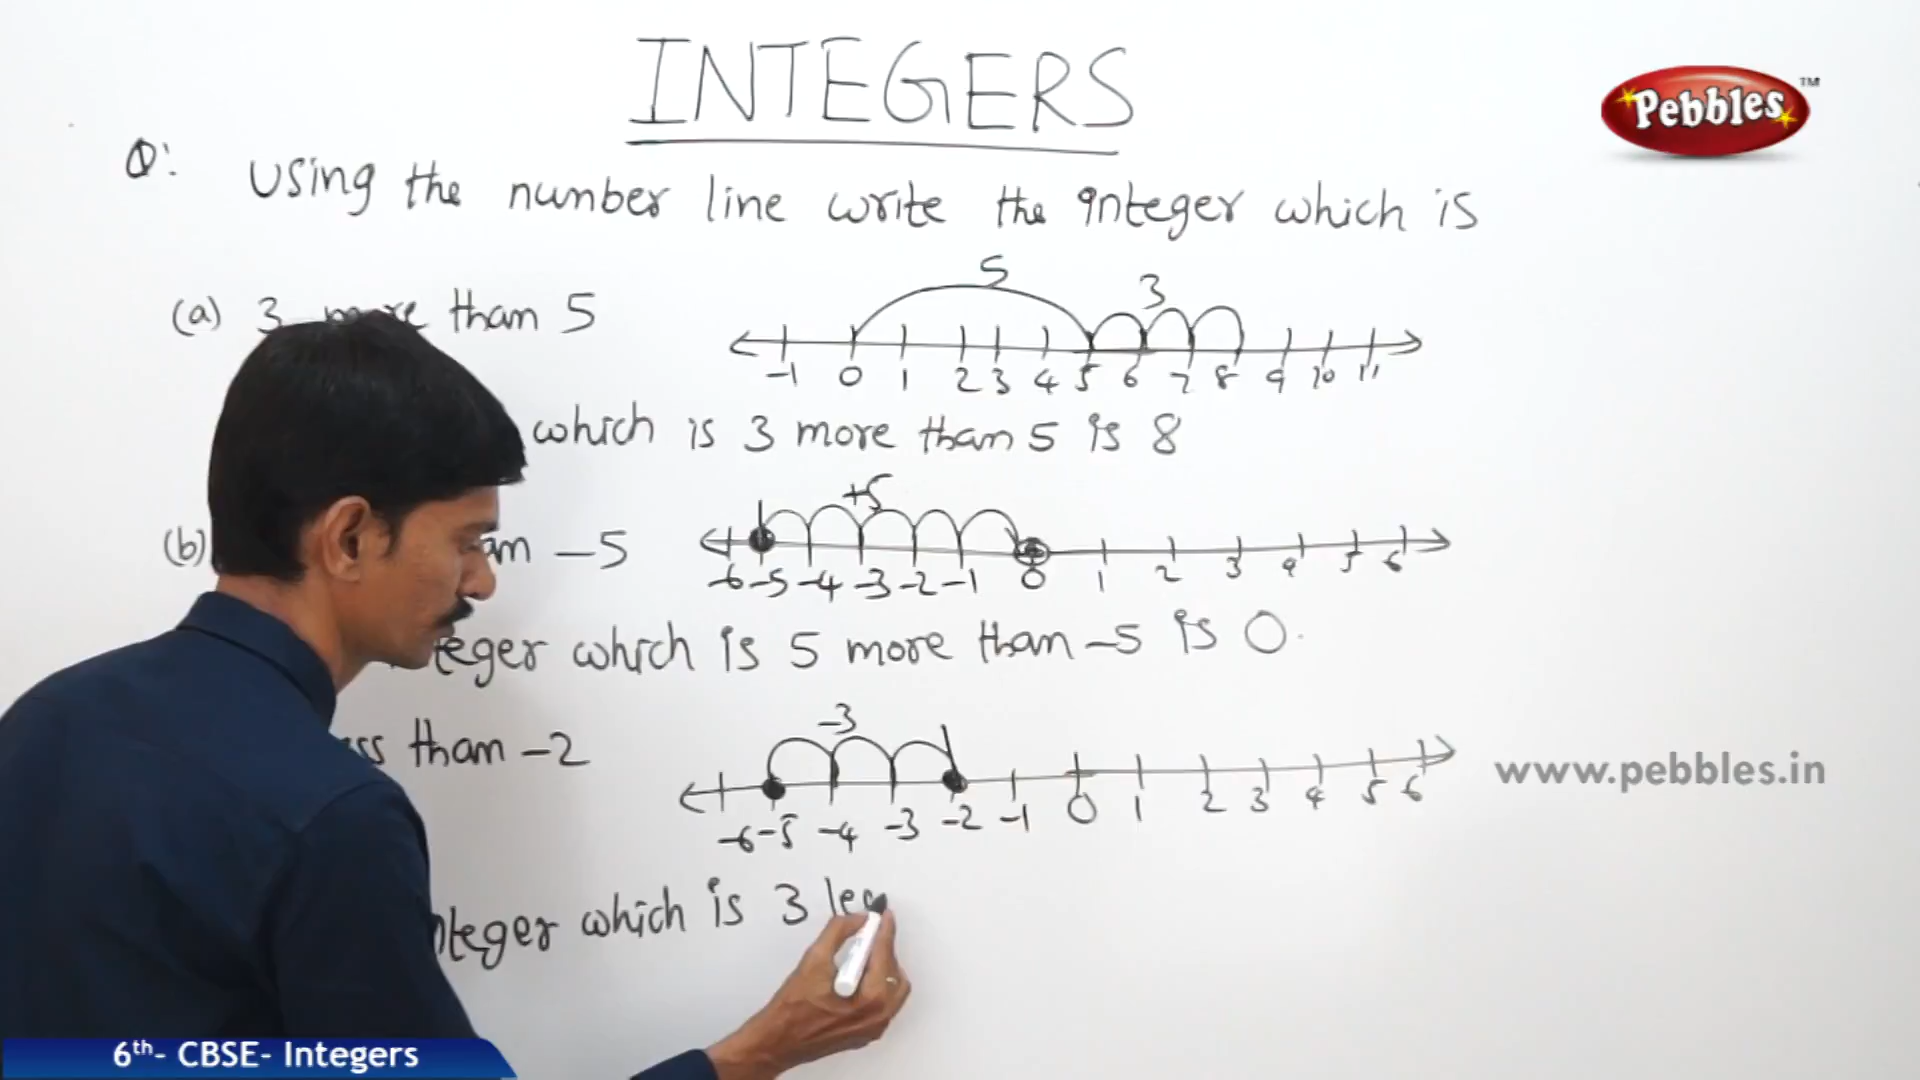 INTEGERS
Pebbles™
Q: Using the number line write the integer which is
(a) 3 more than 5
5 3
-1 0 1 2 3 4 5 6 7 8 9 10 11
which is 3 more than 5 is 8
+5
(b) -5
-6 -5 -4 -3 -2 -1 0 1 2 3 4 5 6
teger which is 5 more than -5 is 0.
-3
than -2
www.pebbles.in
-6 -5 -4 -3 -2 -1 0 1 2 3 4 5 6
nteger which is 3 les
6th- CBSE- Integers